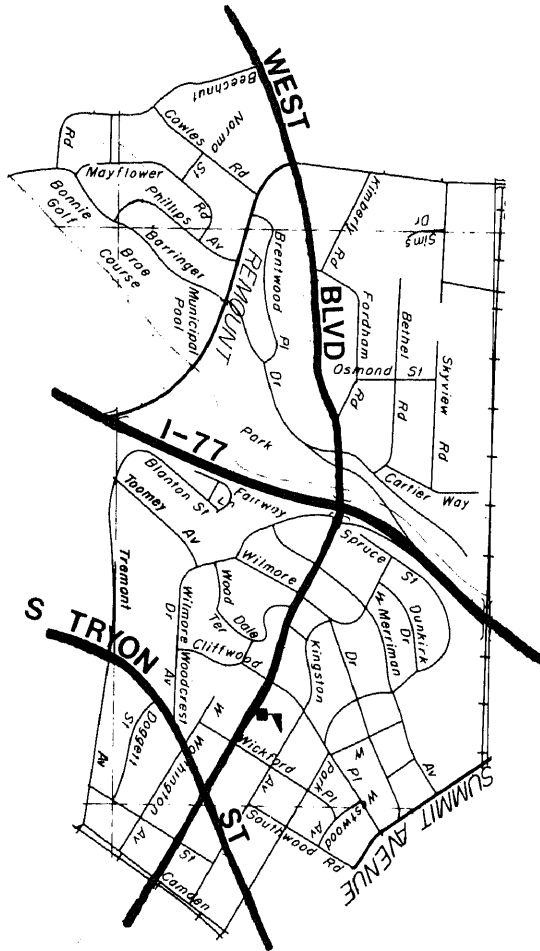 WEST
BLVD
Beechnut
Cowles
Rd
Norma
St
Rd
Mayflower
Rd
Phillips
Av
Bonnie
Brae
Golf
Course
Barringer
Municipal
Pool
REMOUNT
Brentwood
Pl
Dr
Kimberly
Rd
Sims
Dr
Fordham
Rd
Bethel
Rd
Osmond St
Skyview
Rd
Cartier Way
Park
I-77
Blanton St
Ln
Fairway
Toomey
Av
Tremont
Av
Wilmore
Dr
Spruce
St
Wilmore
Dr
Wood
Dale
Ter
Cliftwood
Woodcrest
Av
W
Merriman
Av
Dunkirk
Dr
Kingston
S TRYON
ST
Doggett
St
W
Worthington
Av
Wickford
Pl
W
Park
Av
Westwood
Av
Southwood
Rd
Camden
St
SUMMIT AVENUE